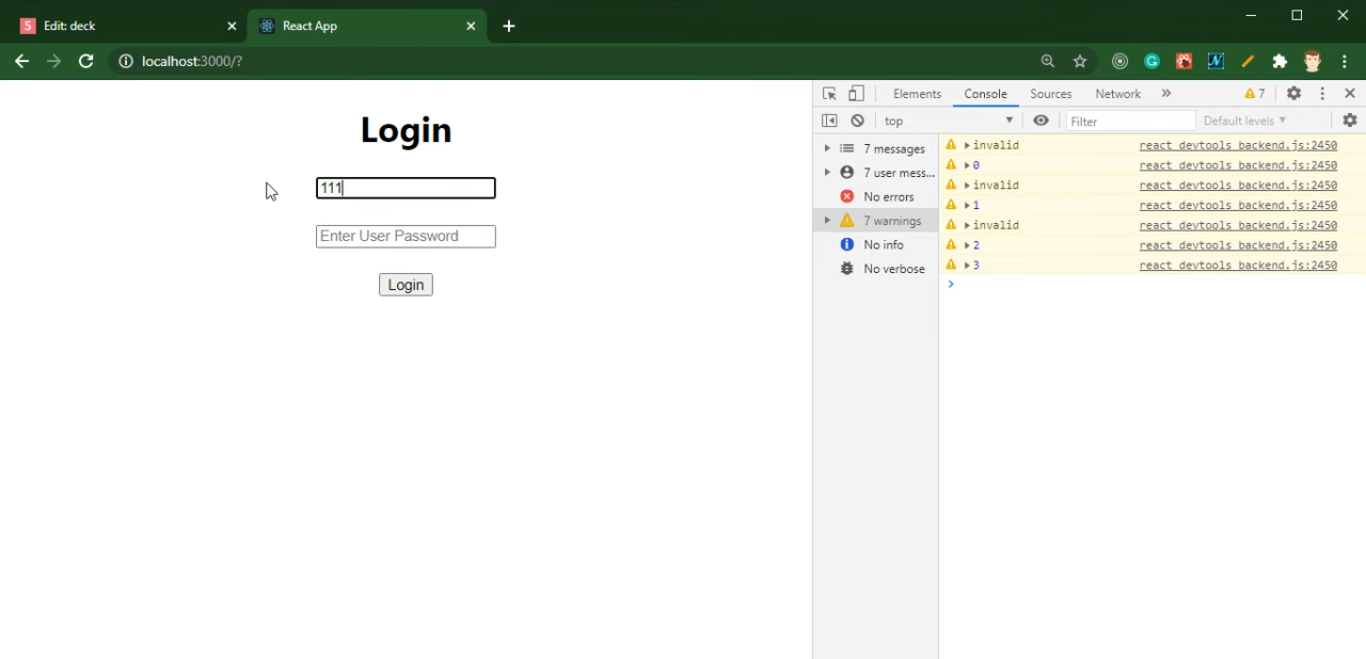 Edit: deck
React App
localhost:3000/?
Login
111
Enter User Password
Login
Elements Console Sources Network » 7
top Filter Default levels
7 messages
7 user mess...
No errors
7 warnings
No info
No verbose
invalid react_devtools_backend.js:2450
0 react_devtools_backend.js:2450
invalid react_devtools_backend.js:2450
1 react_devtools_backend.js:2450
invalid react_devtools_backend.js:2450
2 react_devtools_backend.js:2450
3 react_devtools_backend.js:2450